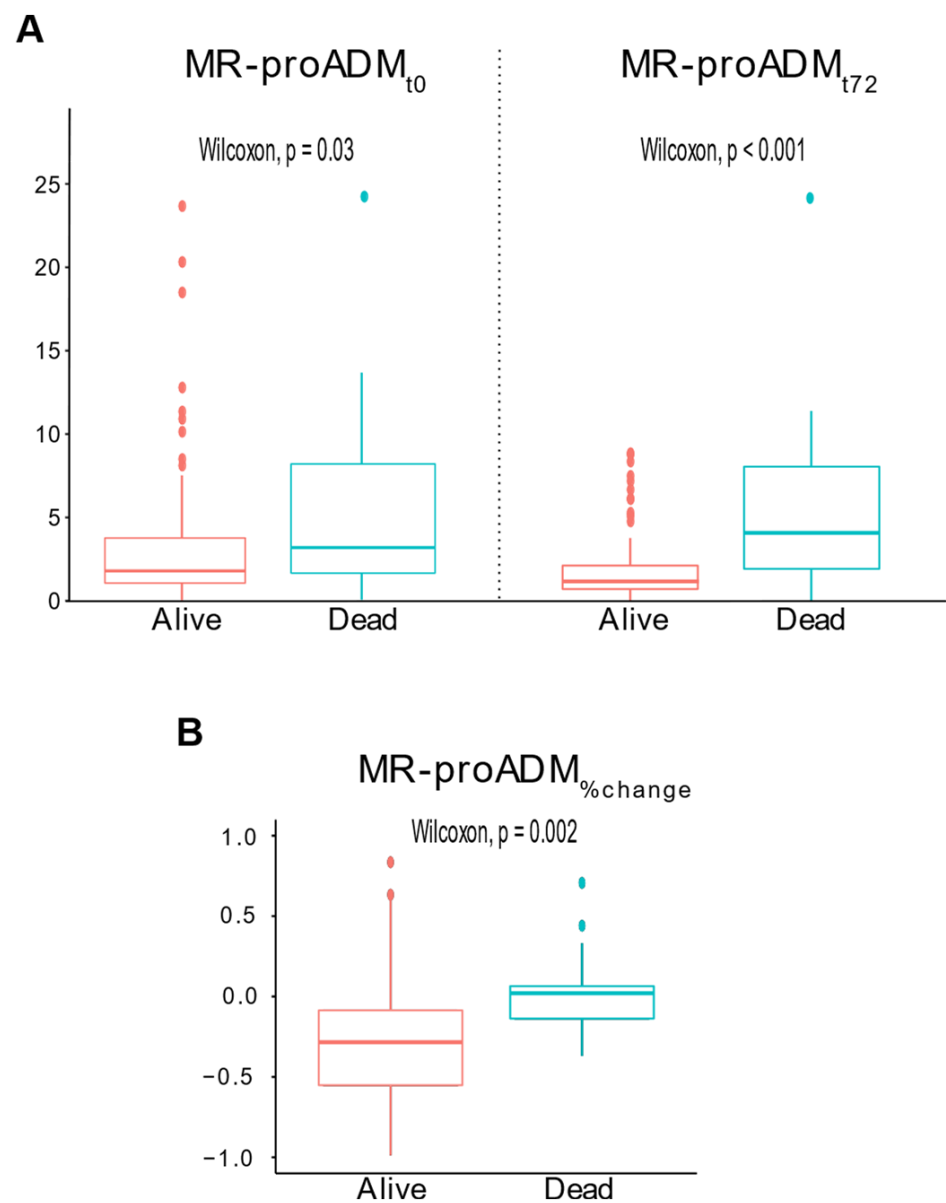 A
MR-proADMt0
MR-proADMt72
Wilcoxon, p = 0.03
Wilcoxon, p < 0.001
25
20
15
10
5
0
Alive
Dead
Alive
Dead
B
MR-proADM%change
Wilcoxon, p = 0.002
1.0
0.5
0.0
−0.5
−1.0
Alive
Dead